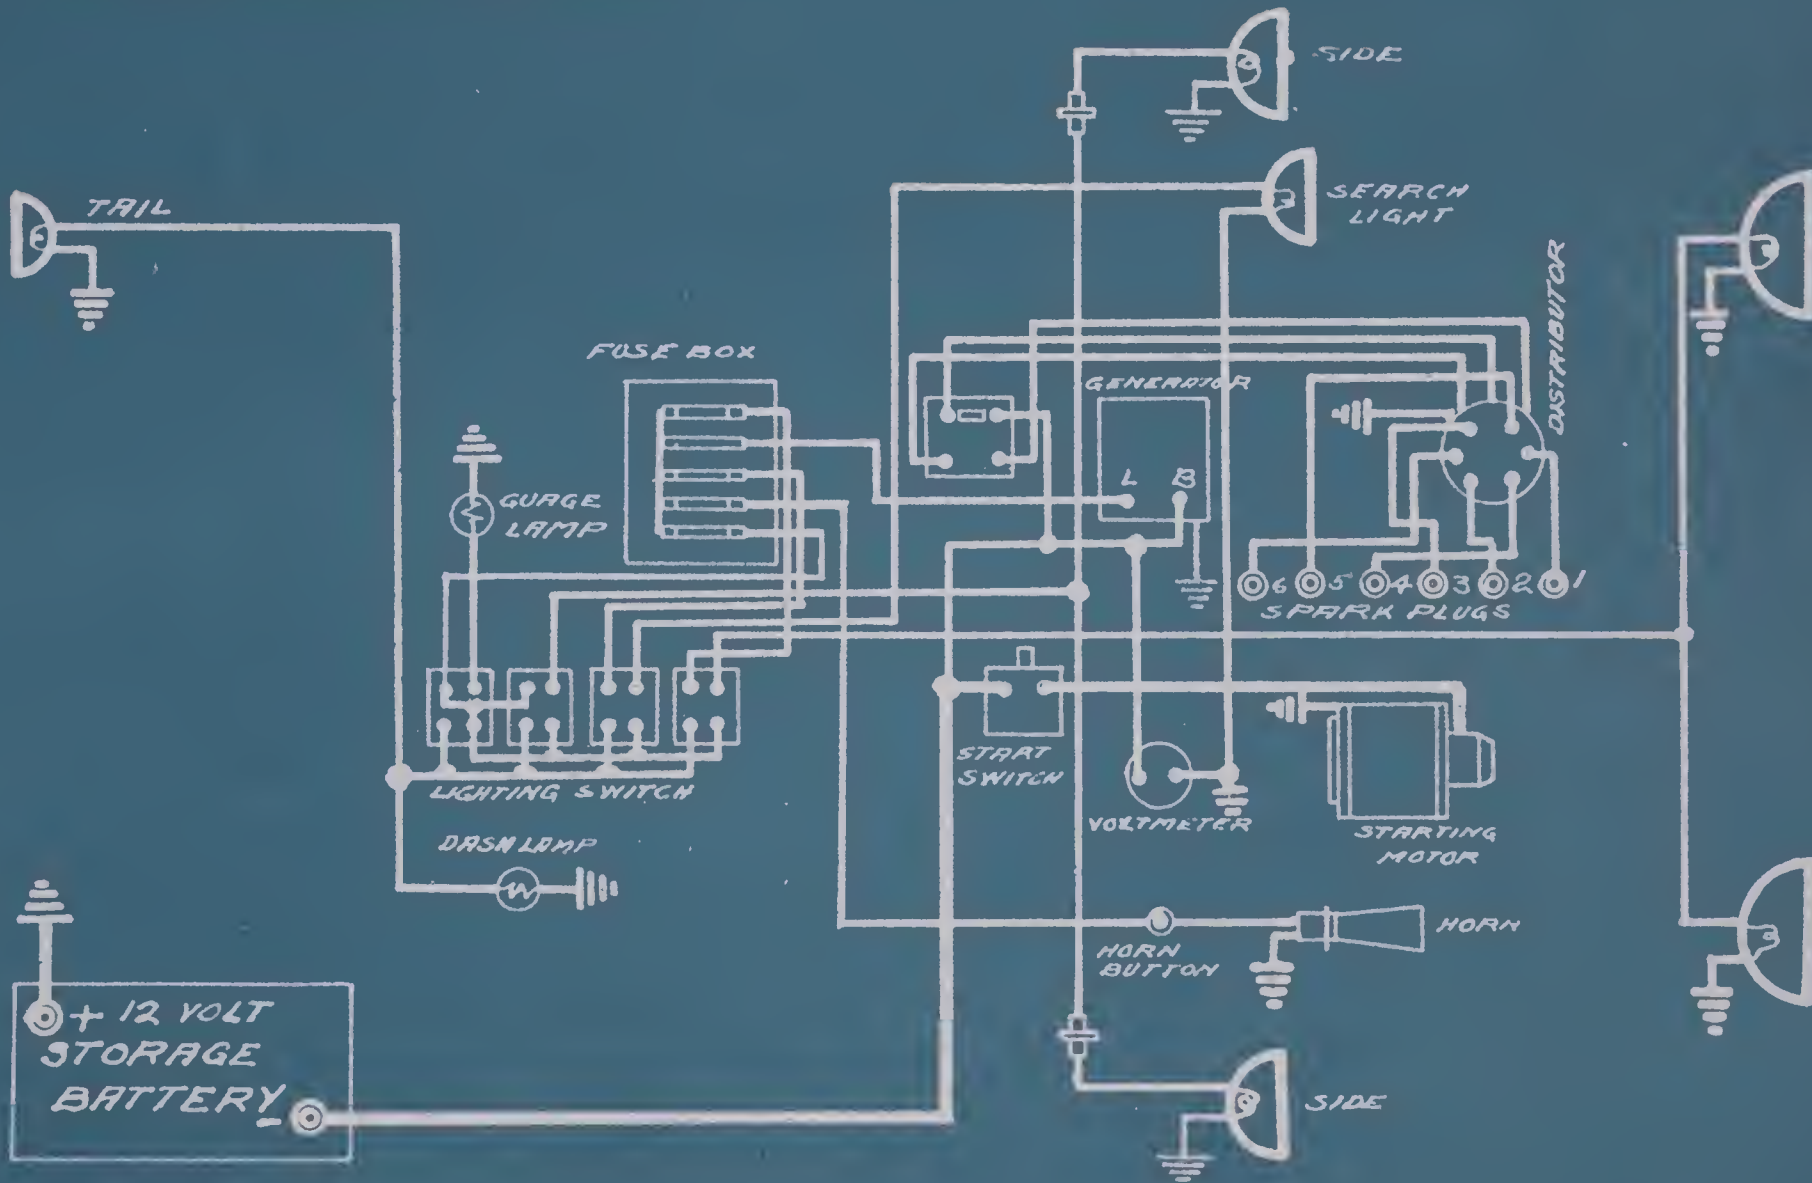 SIDE
TAIL
SEARCH
LIGHT
DISTRIBUTOR
FUSE BOX
GENERATOR
L B
GUAGE
LAMP
6 5 4 3 2 1
SPARK PLUGS
START
SWITCH
LIGHTING SWITCH
VOLTMETER
STARTING
MOTOR
DASH LAMP
HORN
HORN
BUTTON
+ 12 VOLT
STORAGE
BATTERY
-
SIDE